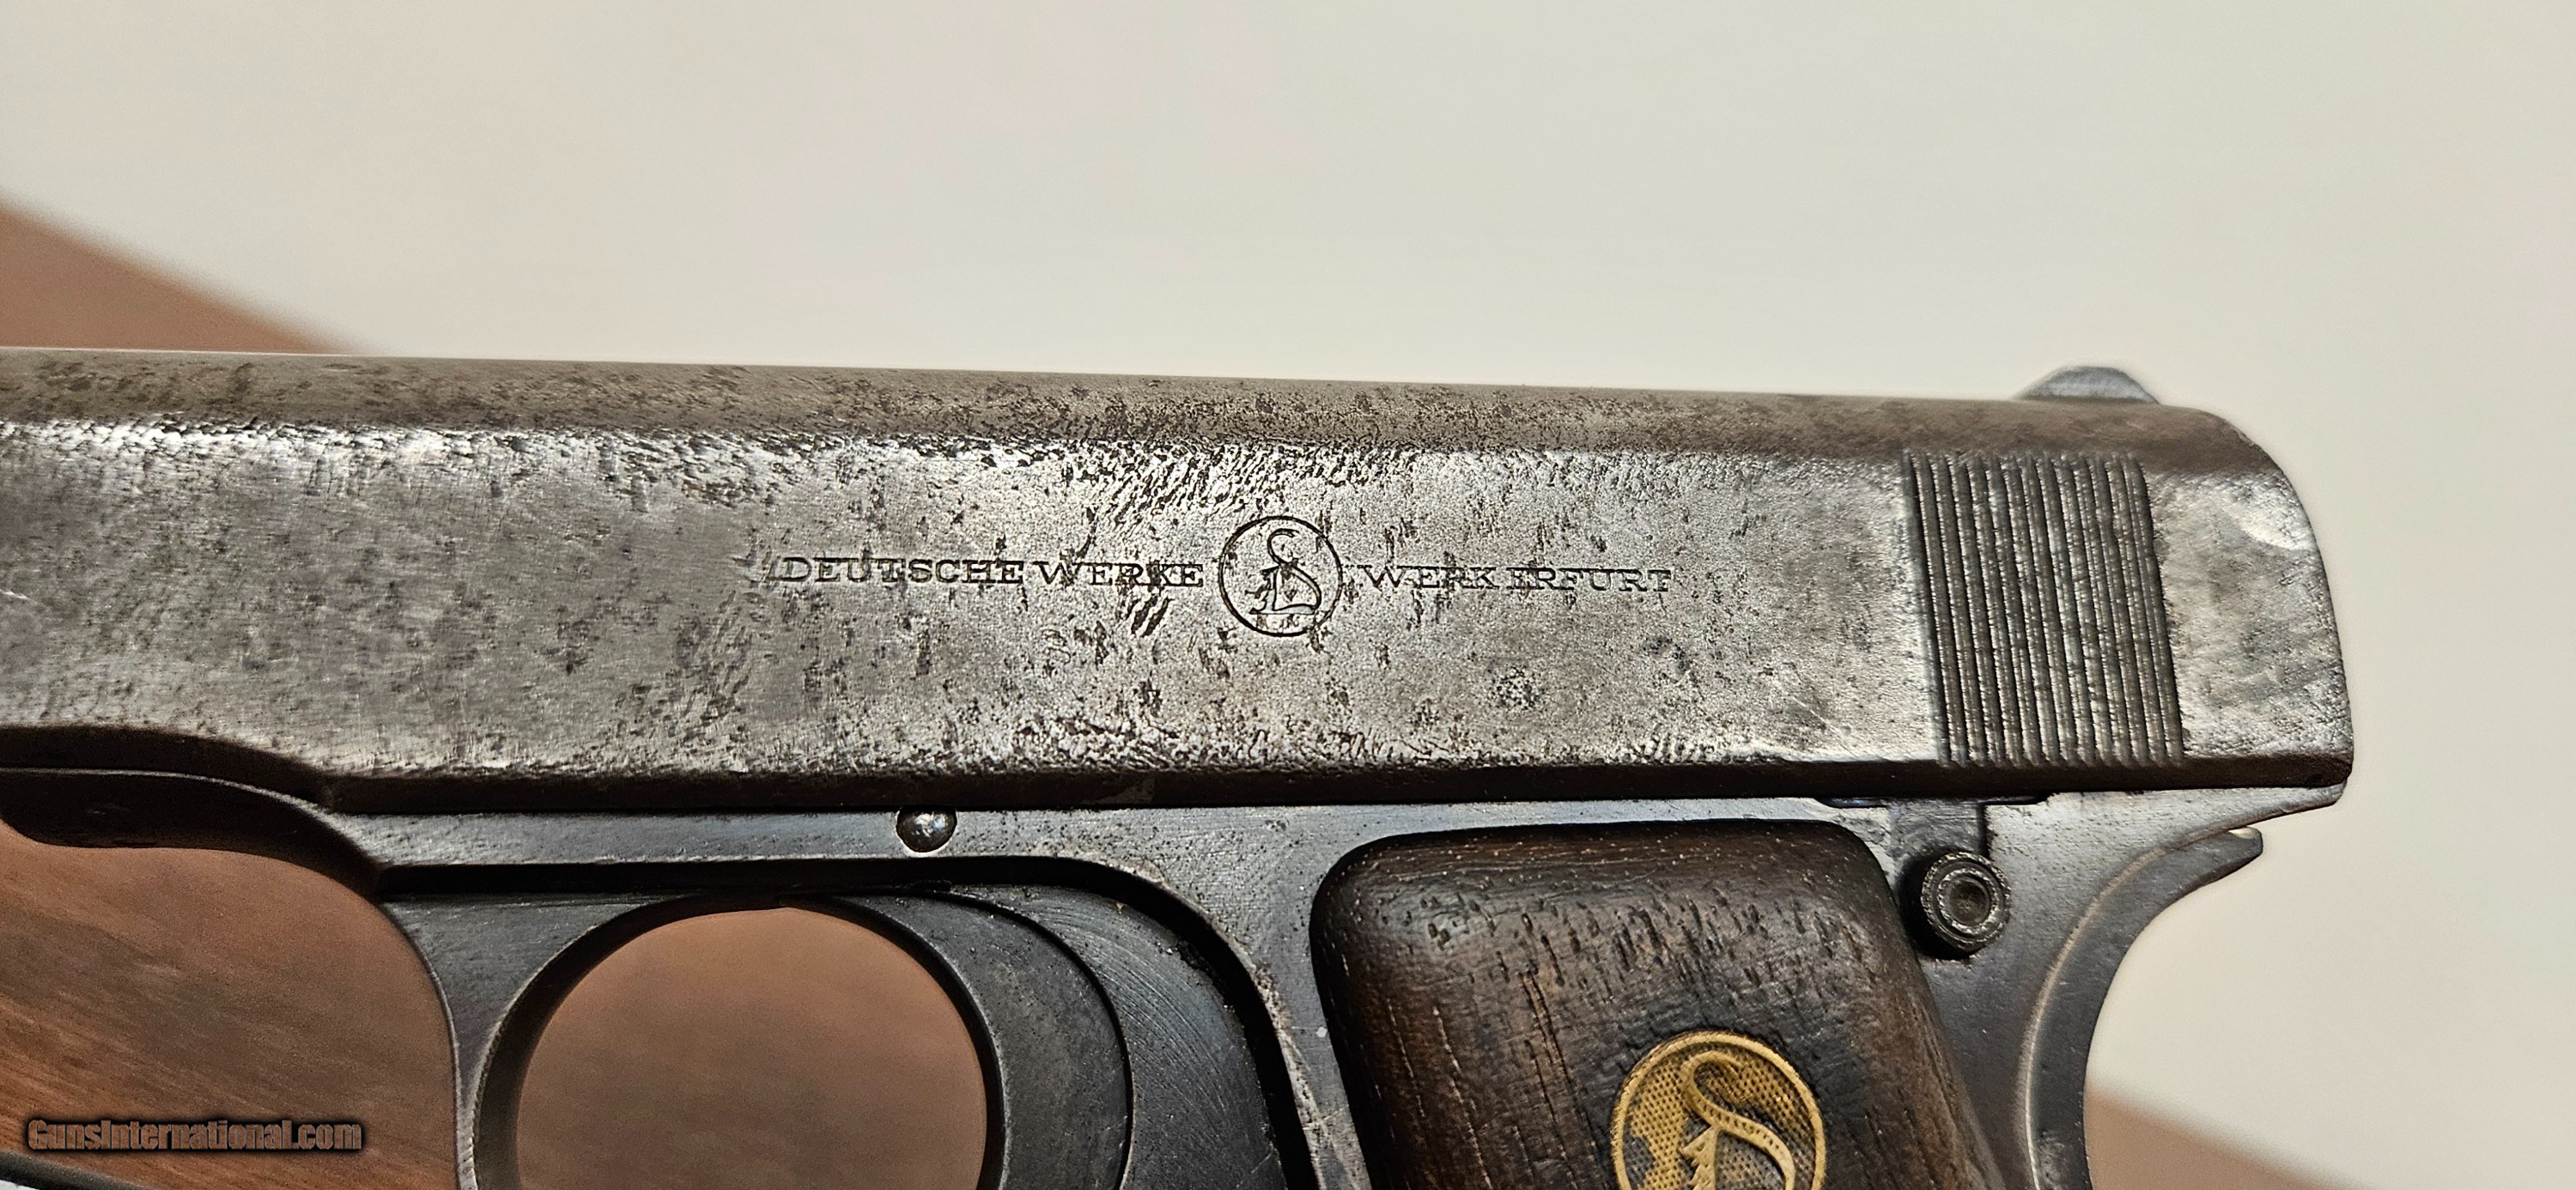 DEUTSCHE WERKE WERK ERFURT
GunsInternational.com